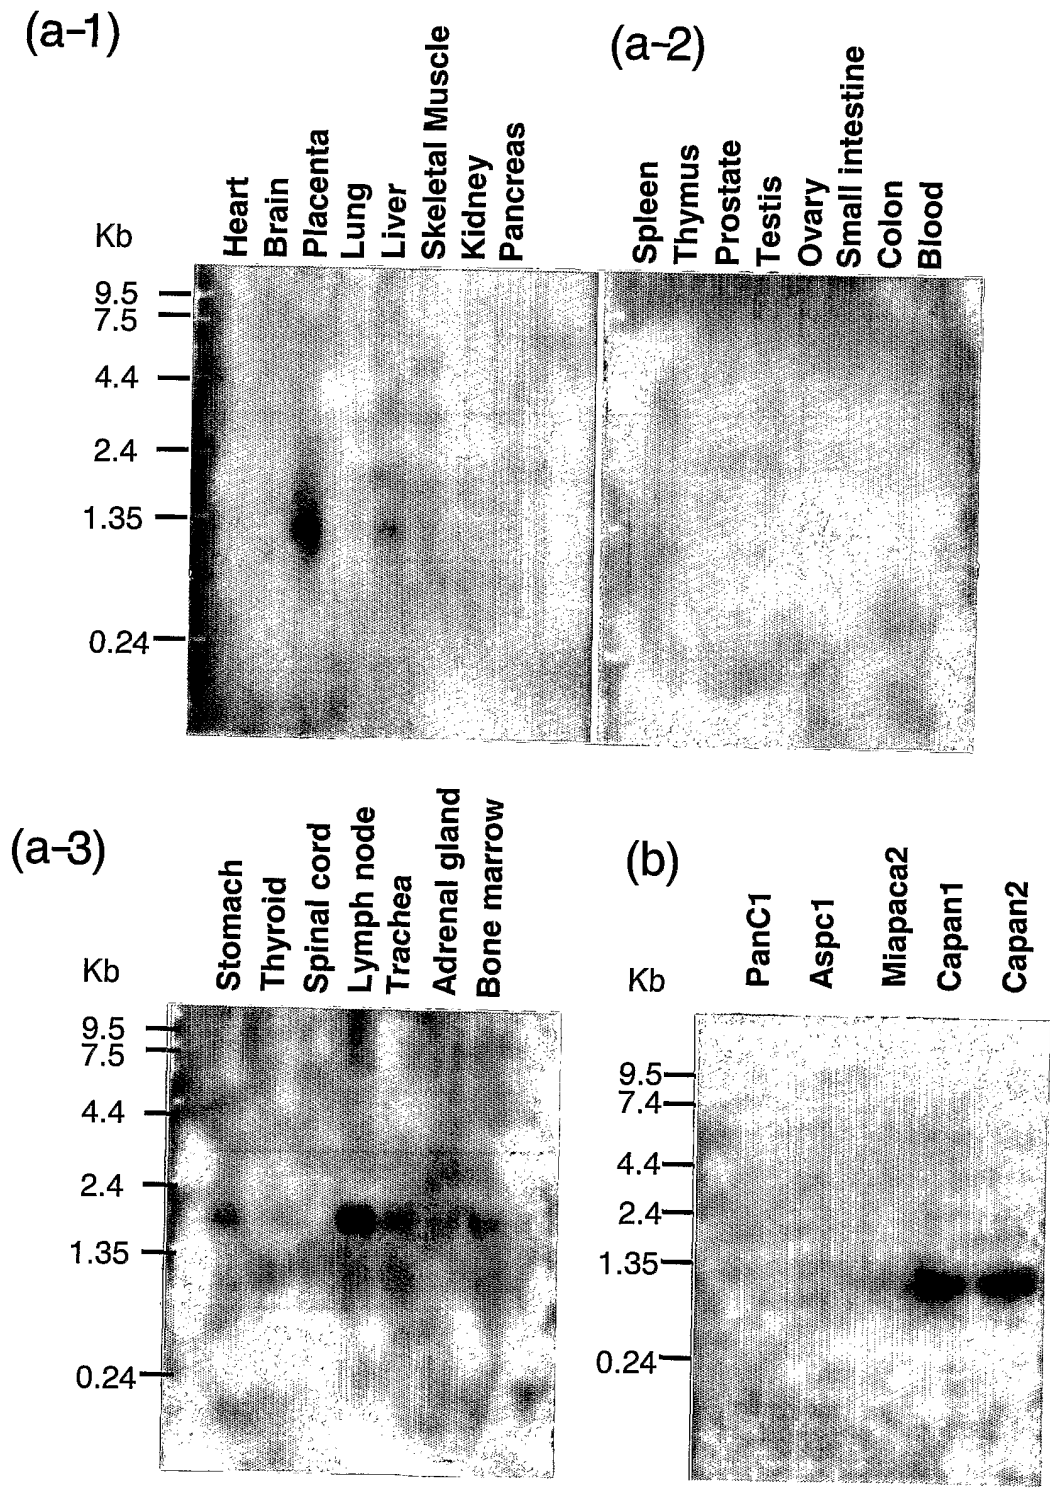 (a-1)
Kb
Heart
Brain
Placenta
Lung
Liver
Skeletal Muscle
Kidney
Pancreas
9.5
7.5
4.4
2.4
1.35
0.24
(a-2)
Spleen
Thymus
Prostate
Testis
Ovary
Small intestine
Colon
Blood
(a-3)
Kb
Stomach
Thyroid
Spinal cord
Lymph node
Trachea
Adrenal gland
Bone marrow
9.5
7.5
4.4
2.4
1.35
0.24
(b)
Kb
PanC1
Aspc1
Miapaca2
Capan1
Capan2
9.5
7.4
4.4
2.4
1.35
0.24